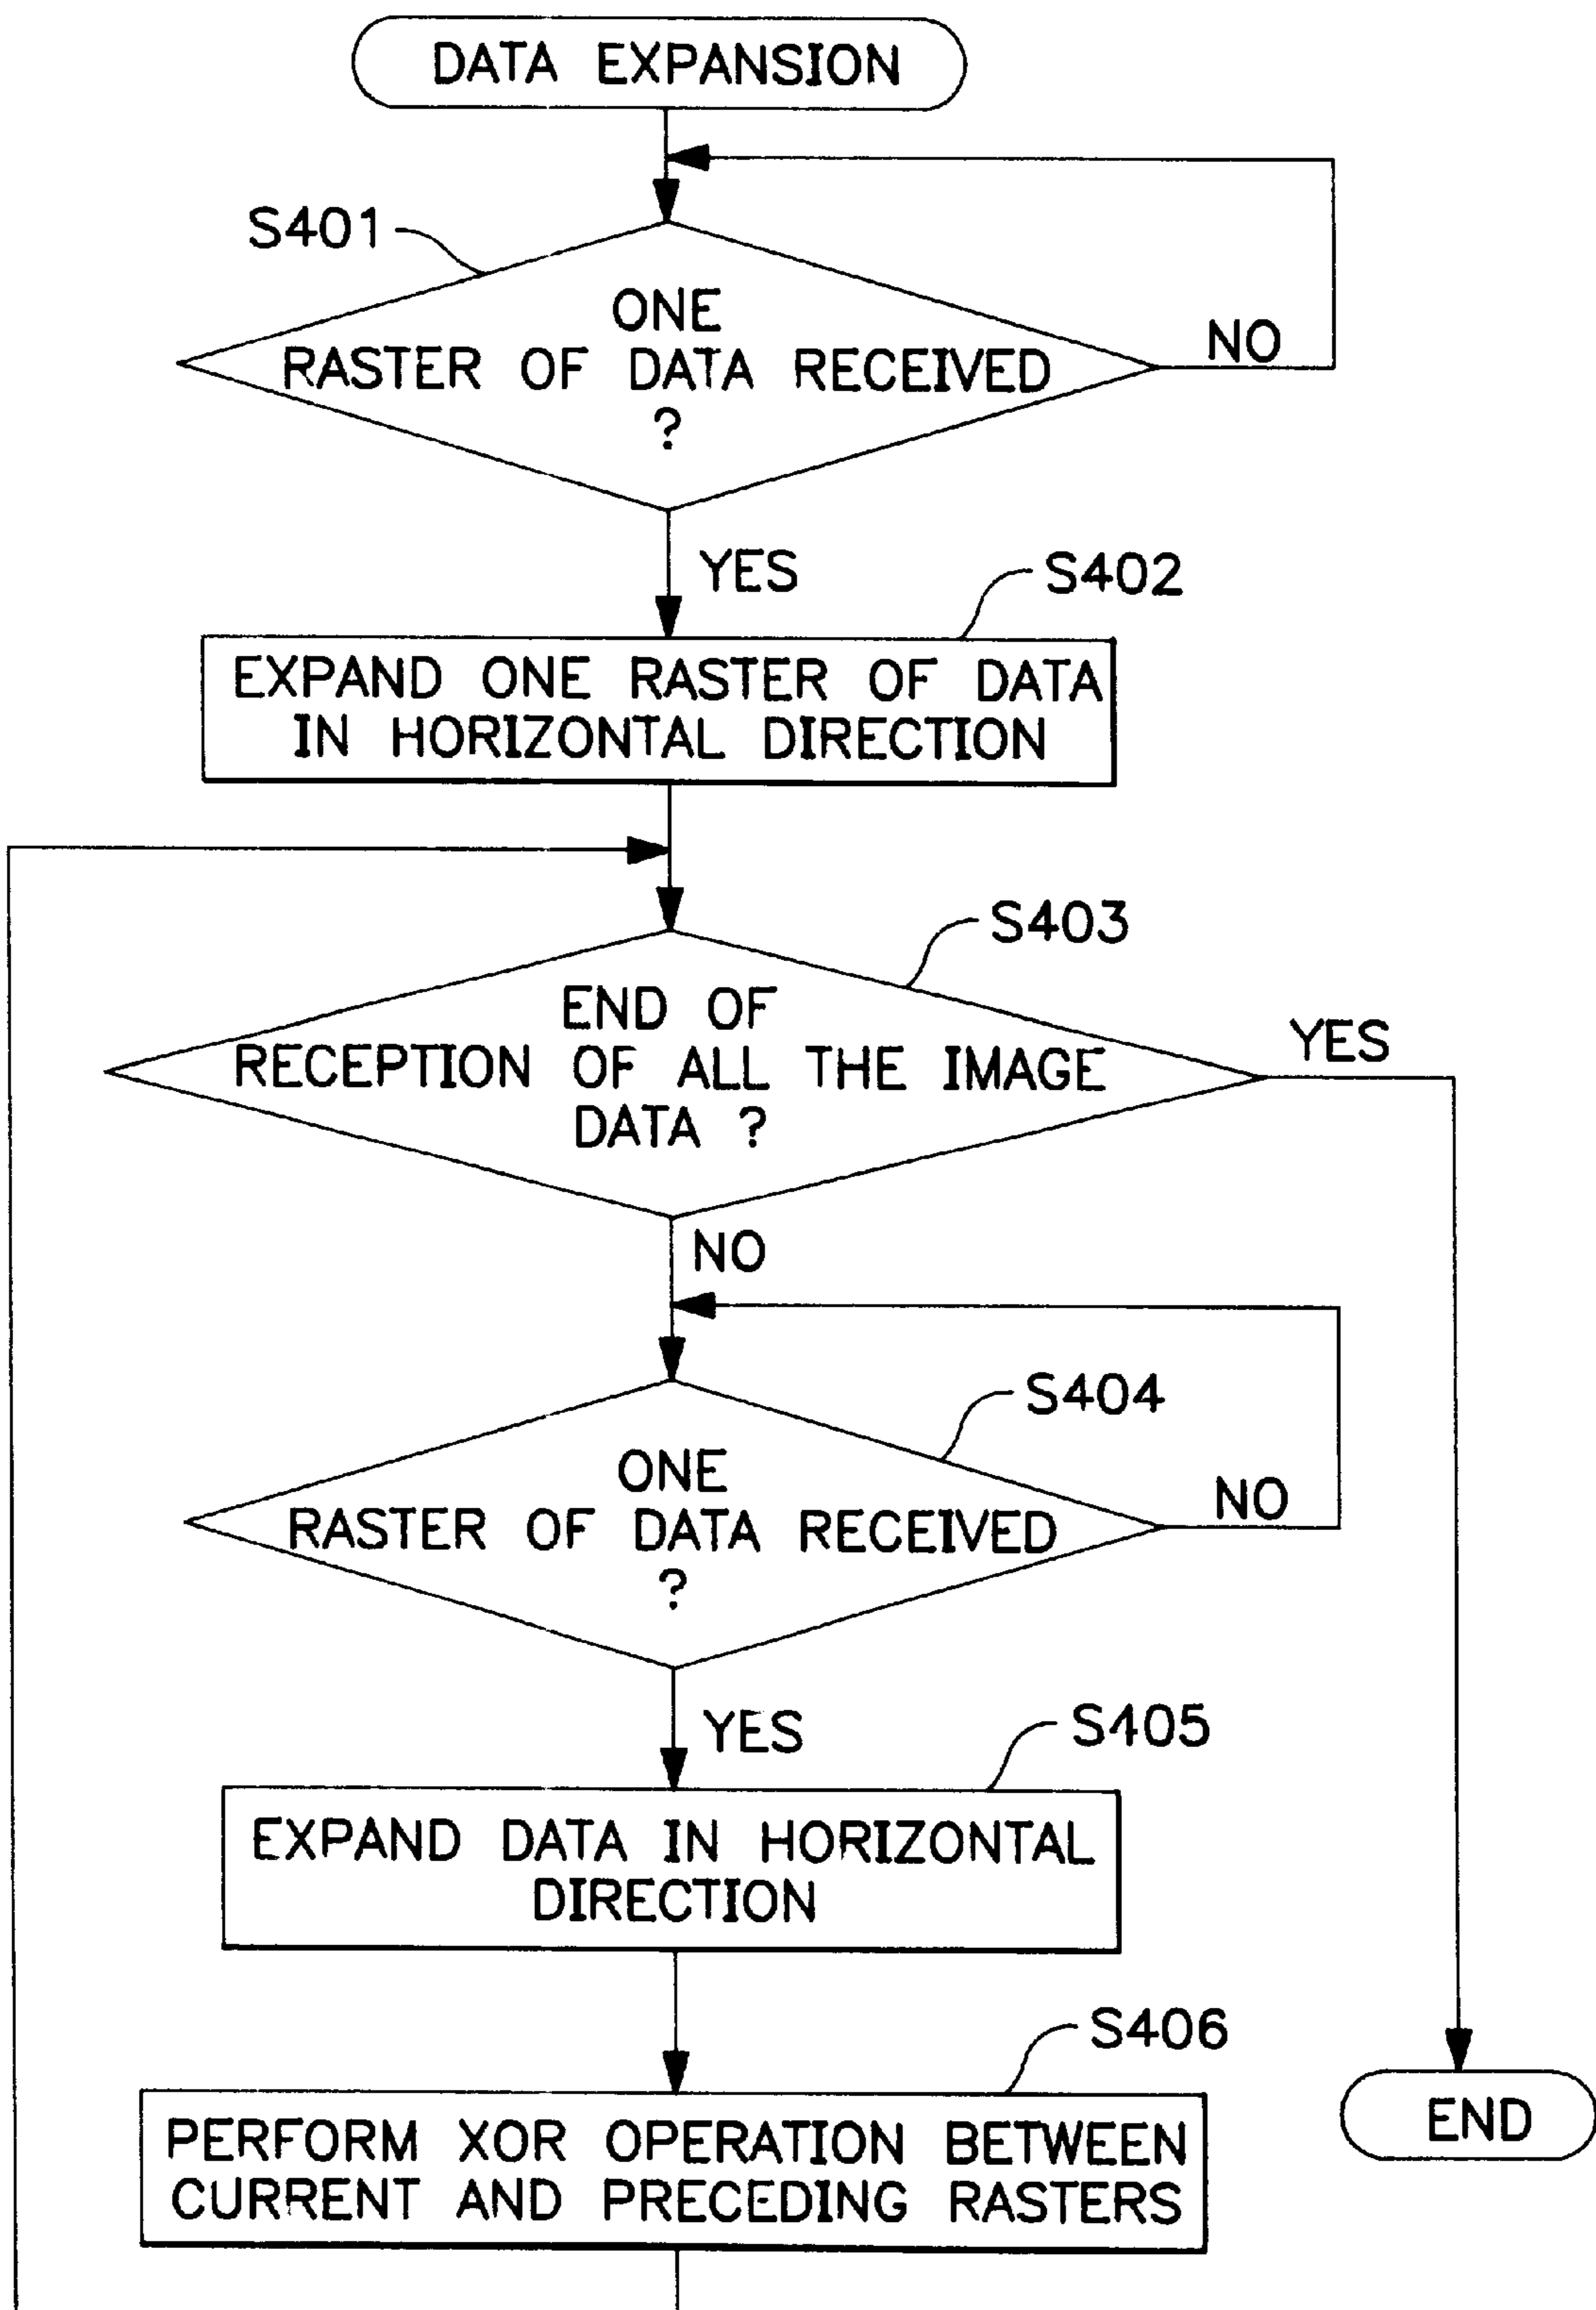 DATA EXPANSION
S401
ONE
RASTER OF DATA RECEIVED
?
NO
YES
S402
EXPAND ONE RASTER OF DATA
IN HORIZONTAL DIRECTION
S403
END OF
RECEPTION OF ALL THE IMAGE
DATA ?
YES
NO
S404
ONE
RASTER OF DATA RECEIVED
?
NO
YES
S405
EXPAND DATA IN HORIZONTAL
DIRECTION
S406
PERFORM XOR OPERATION BETWEEN
CURRENT AND PRECEDING RASTERS
END